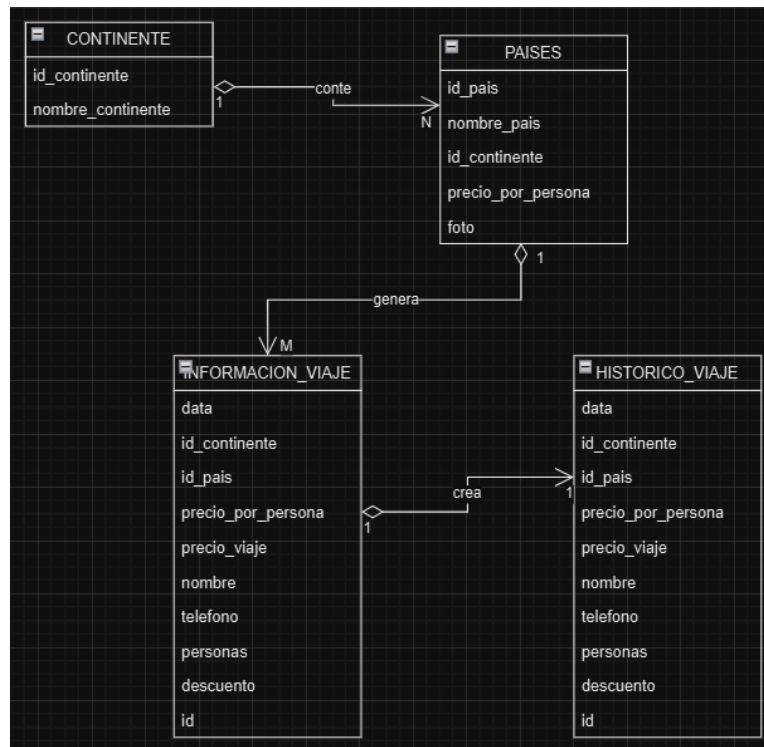 CONTINENTE
id_continente
nombre_continente
1
conte
N
PAISES
id_pais
nombre_pais
id_continente
precio_por_persona
foto
1
genera
M
INFORMACION_VIAJE
data
id_continente
id_pais
precio_por_persona
precio_viaje
nombre
telefono
personas
descuento
id
1
crea
1
HISTORICO_VIAJE
data
id_continente
id_pais
precio_por_persona
precio_viaje
nombre
telefono
personas
descuento
id